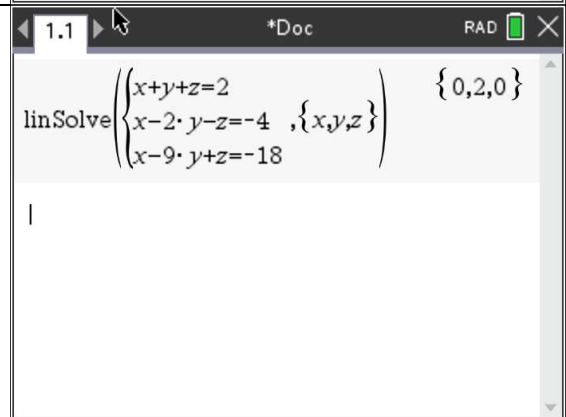 1.1 *Doc RAD
x+y+z=2 {0,2,0}
linSolve x−2· y−z=−4 ,{x,y,z}
x−9· y+z=−18